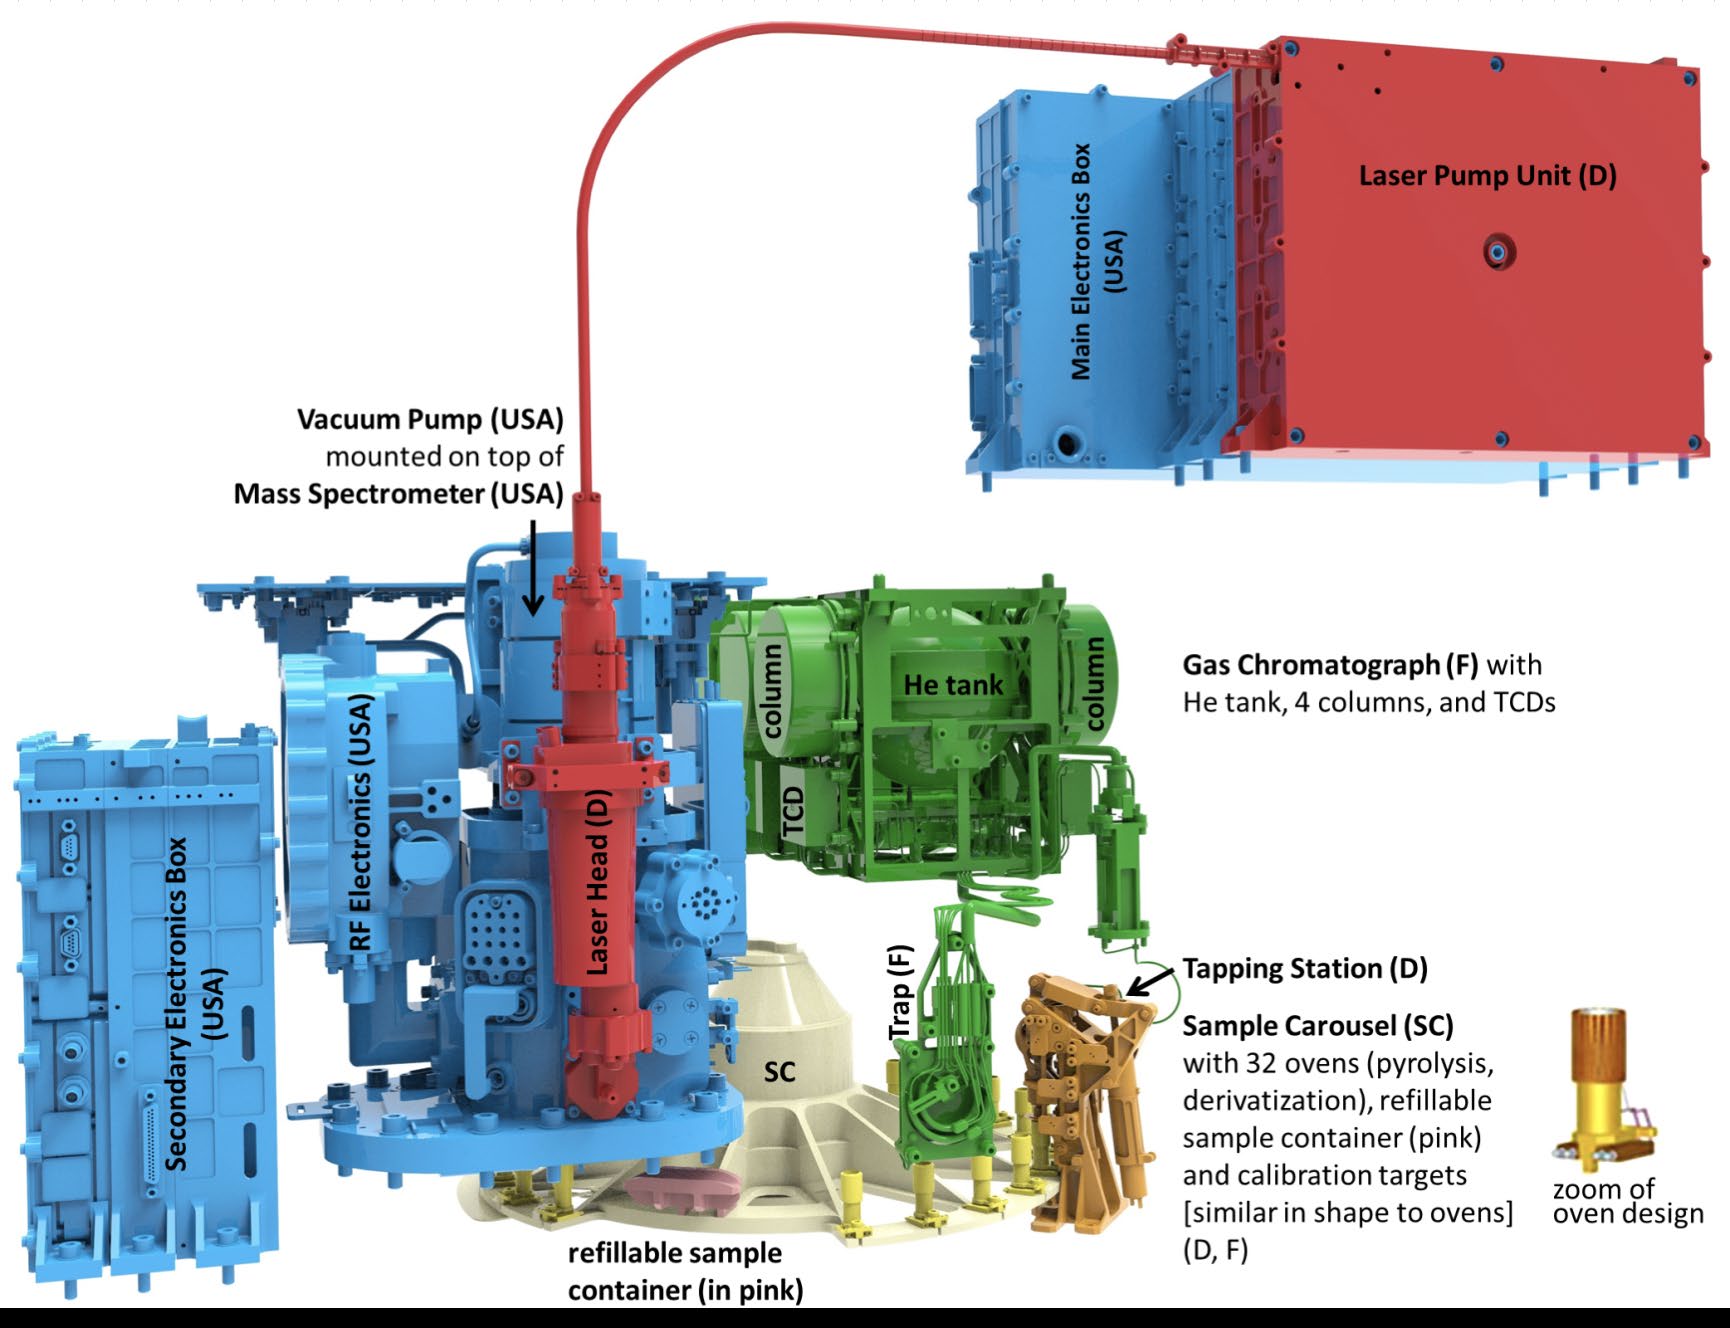 Laser Pump Unit (D)
Main Electronics Box
(USA)
Vacuum Pump (USA)
mounted on top of
Mass Spectrometer (USA)
column
He tank
column
Gas Chromatograph (F) with
He tank, 4 columns, and TCDs
RF Electronics (USA)
TCD
Laser Head (D)
Secondary Electronics Box
(USA)
Trap (F)
Tapping Station (D)
SC
Sample Carousel (SC)
with 32 ovens (pyrolysis,
derivatization), refillable
sample container (pink)
and calibration targets
[similar in shape to ovens]
(D, F)
zoom of
oven design
refillable sample
container (in pink)